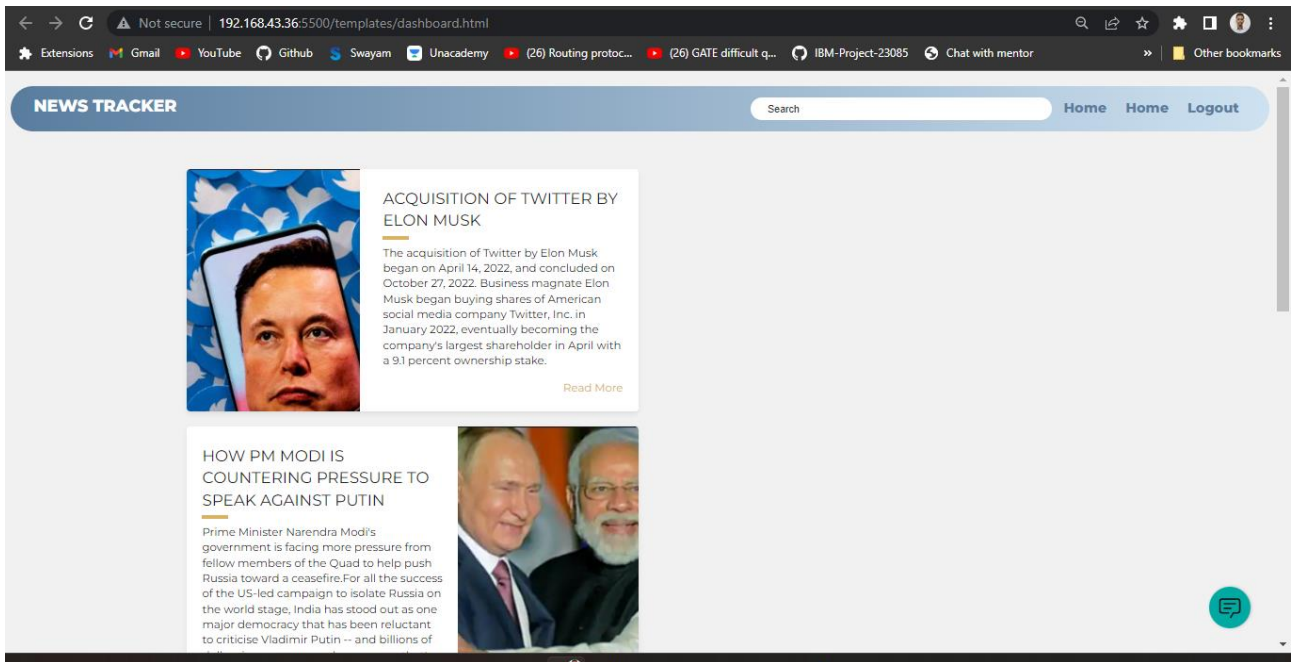 Not secure | 192.168.43.36:5500/templates/dashboard.html
Extensions Gmail YouTube Github Swayam Unacademy (26) Routing protoc... (26) GATE difficult q... IBM-Project-23085 Chat with mentor » Other bookmarks
NEWS TRACKER Search Home Home Logout
ACQUISITION OF TWITTER BY
ELON MUSK
The acquisition of Twitter by Elon Musk
began on April 14, 2022, and concluded on
October 27, 2022. Business magnate Elon
Musk began buying shares of American
social media company Twitter, Inc. in
January 2022, eventually becoming the
company's largest shareholder in April with
a 9.1 percent ownership stake.
Read More
HOW PM MODI IS
COUNTERING PRESSURE TO
SPEAK AGAINST PUTIN
Prime Minister Narendra Modi's
government is facing more pressure from
fellow members of the Quad to help push
Russia toward a ceasefire.For all the success
of the US-led campaign to isolate Russia on
the world stage, India has stood out as one
major democracy that has been reluctant
to criticise Vladimir Putin -- and billions of